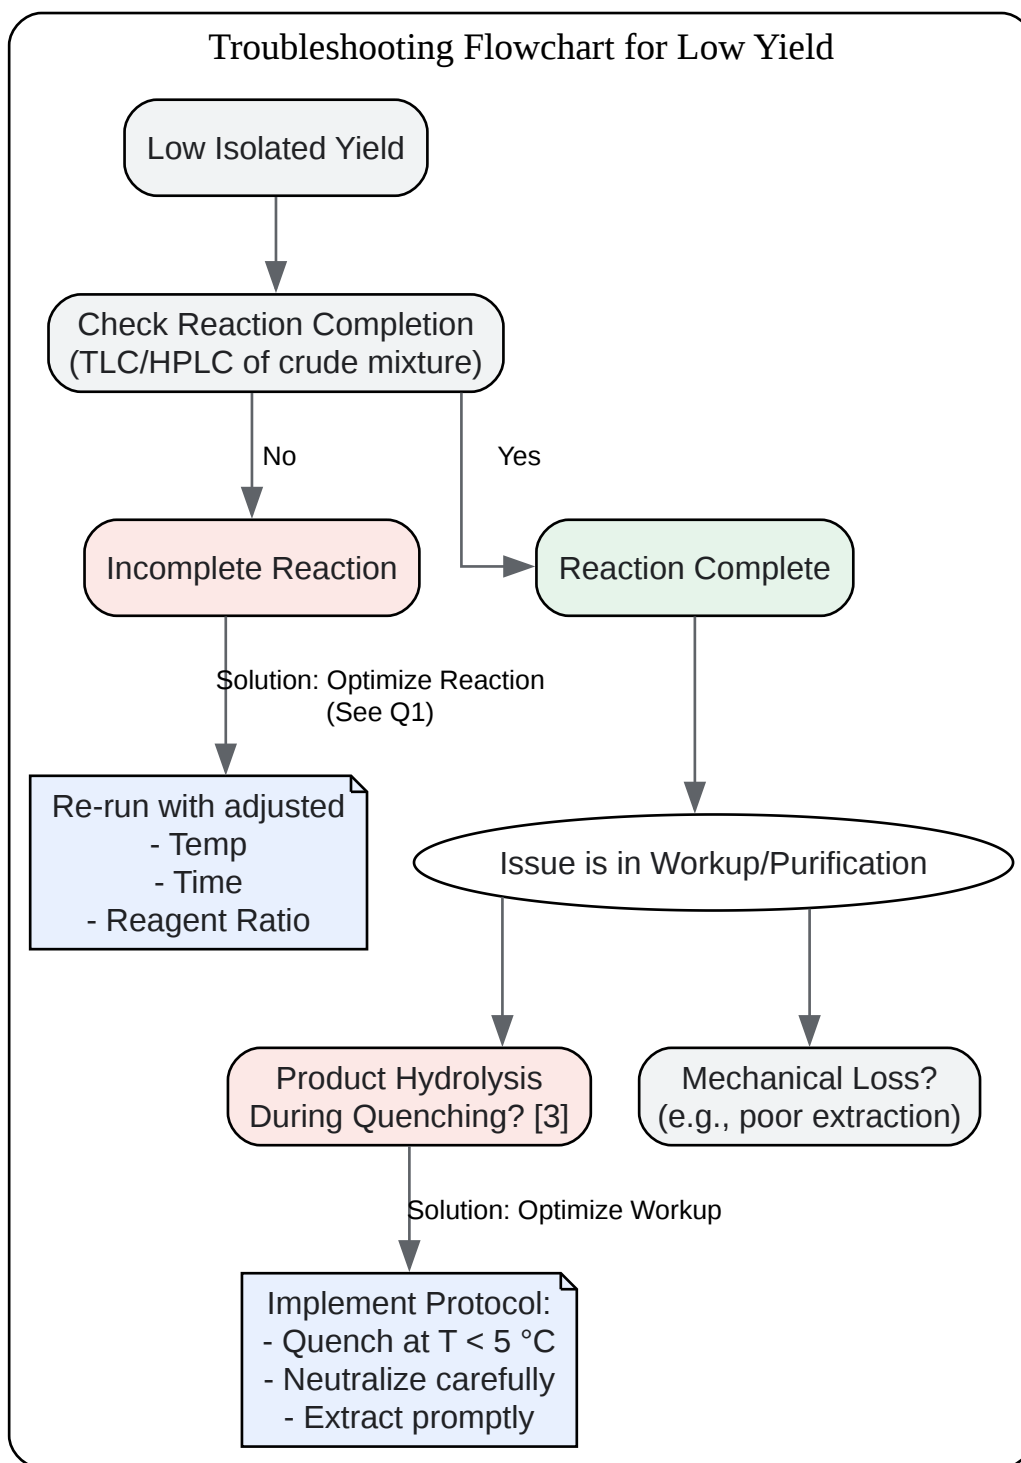 Troubleshooting Flowchart for Low Yield
Low Isolated Yield
Check Reaction Completion
(TLC/HPLC of crude mixture)
No
Yes
Incomplete Reaction
Reaction Complete
Solution: Optimize Reaction
(See Q1)
Re-run with adjusted
- Temp
- Time
- Reagent Ratio
Issue is in Workup/Purification
Product Hydrolysis
During Quenching? [3]
Mechanical Loss?
(e.g., poor extraction)
Solution: Optimize Workup
Implement Protocol:
- Quench at T < 5 °C
- Neutralize carefully
- Extract promptly